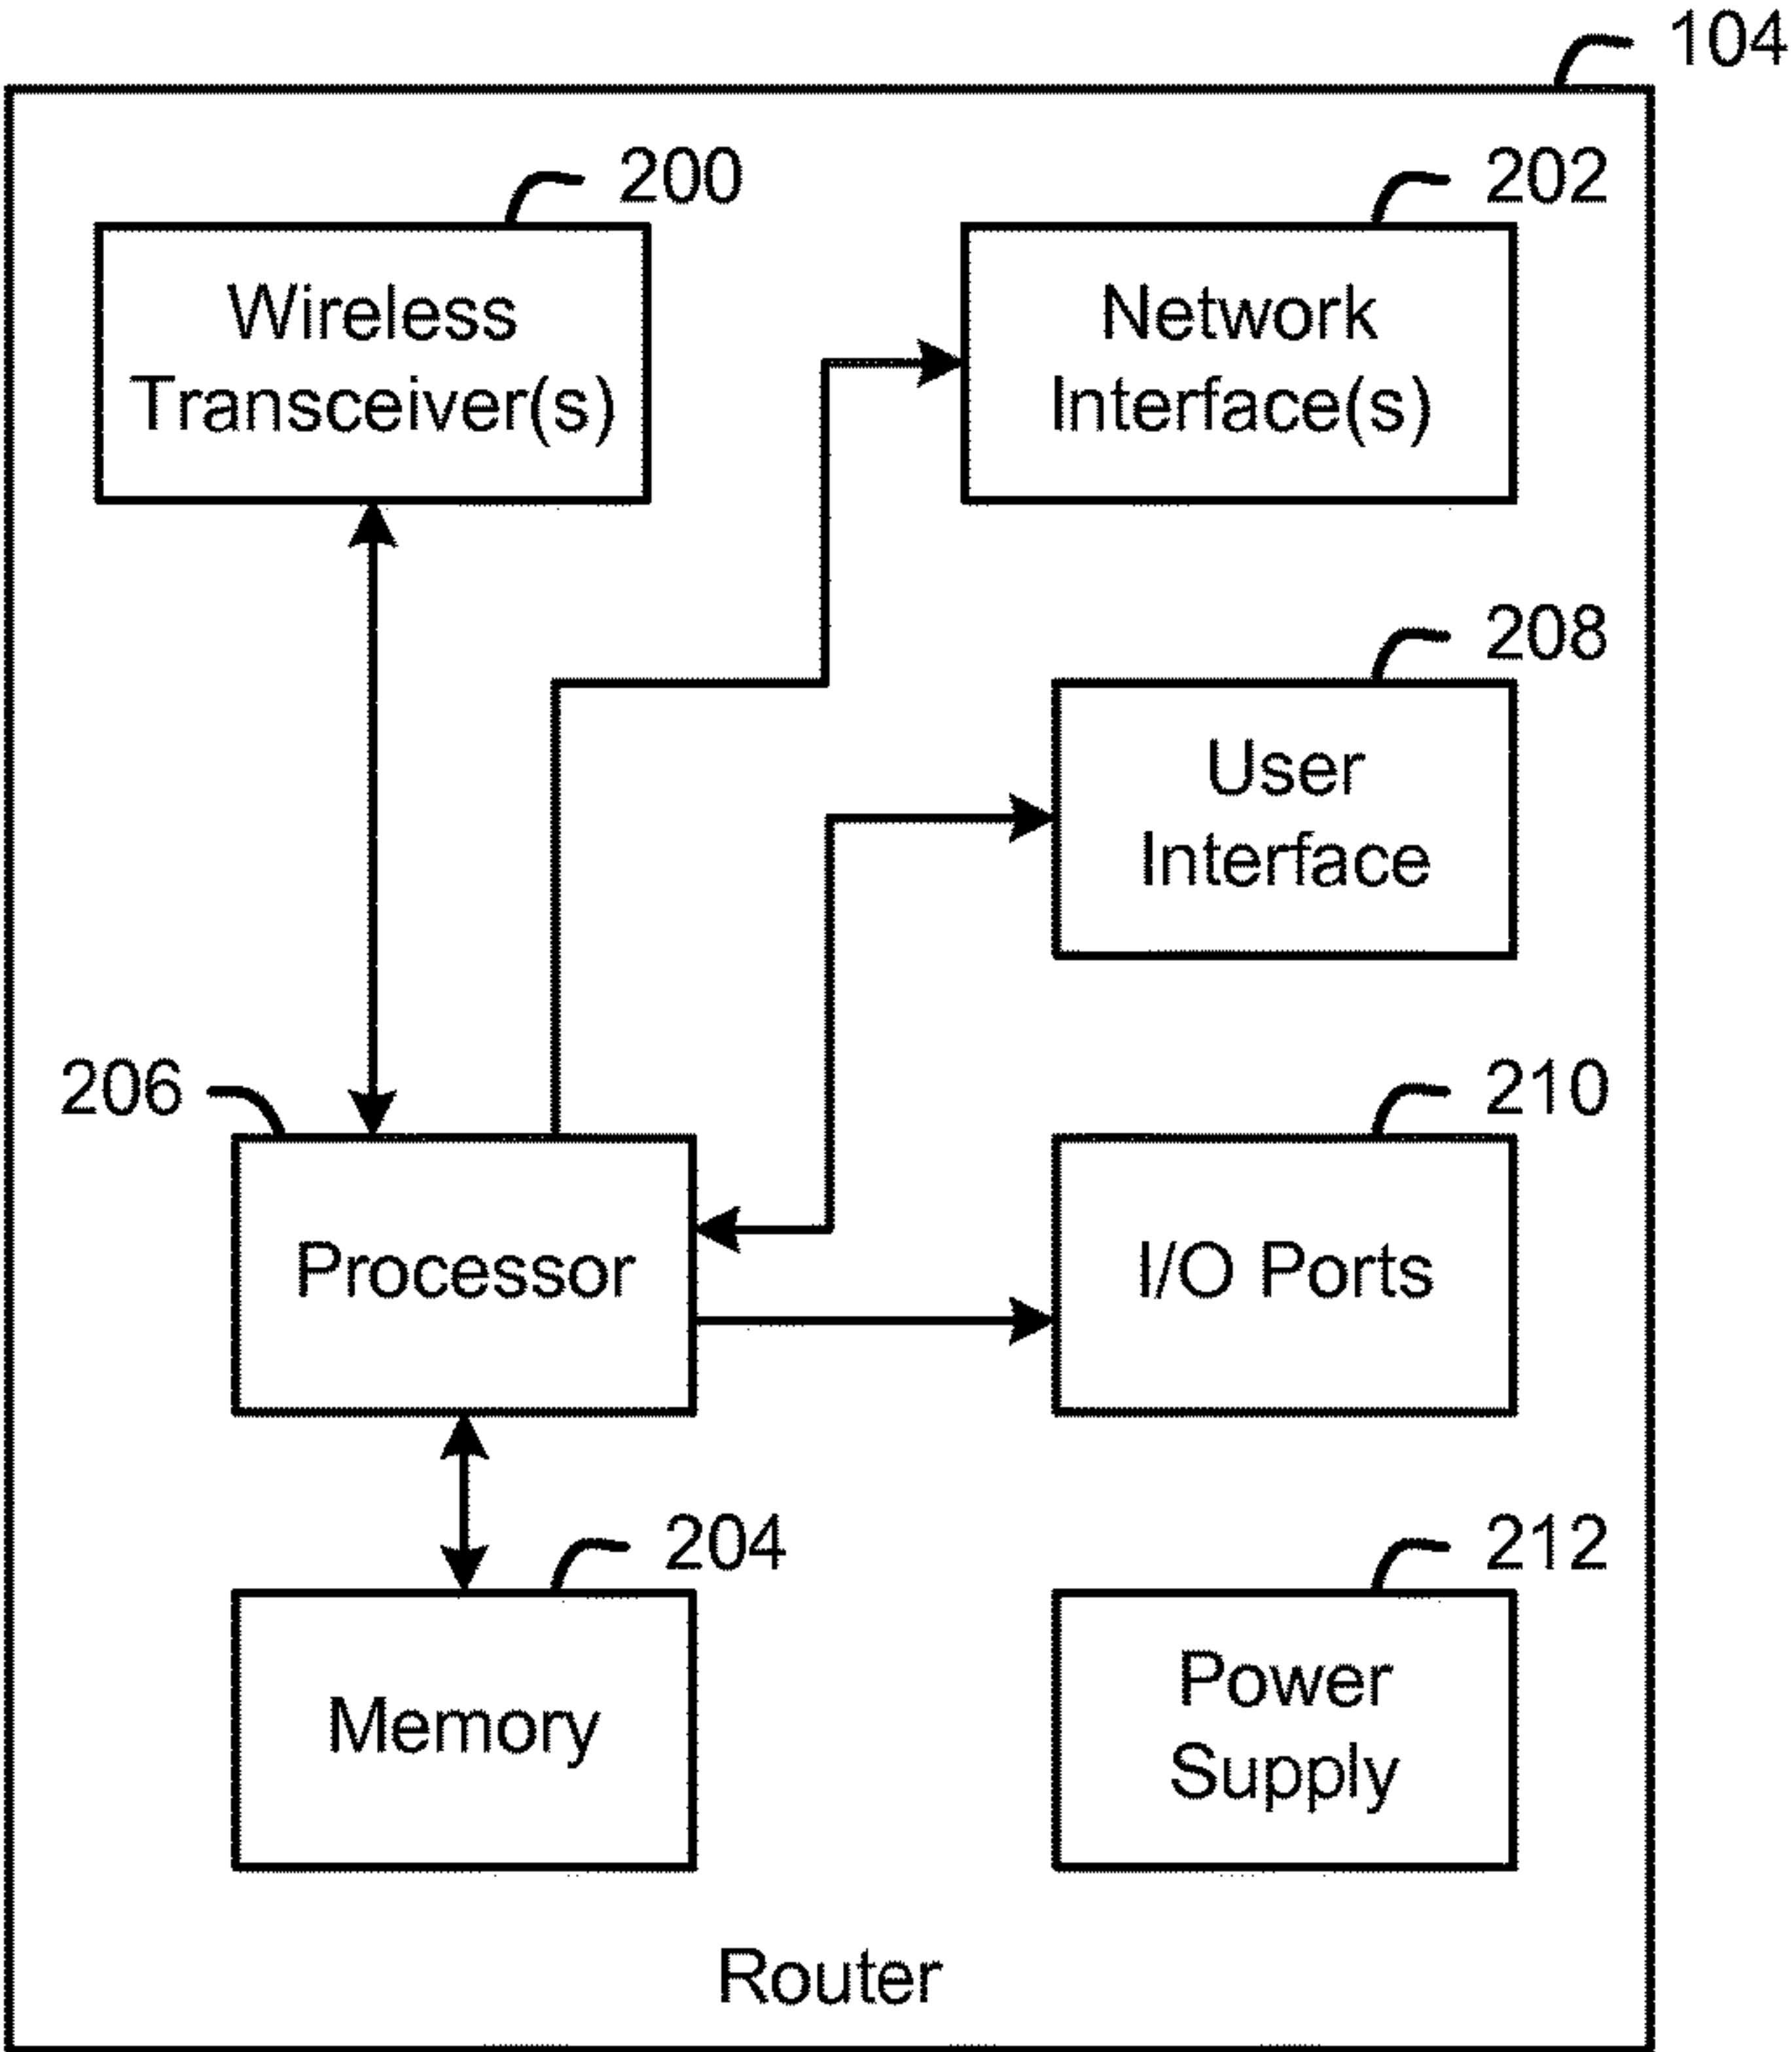 104
200
202
Wireless
Transceiver(s)
Network
Interface(s)
208
User
Interface
206
210
Processor
I/O Ports
204
212
Memory
Power
Supply
Router